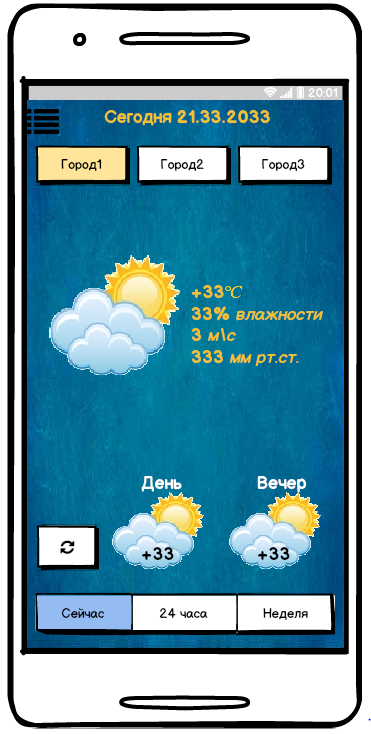 20:01
Сегодня 21.33.2033
Город1 Город2 Город3
+33℃
33% влажности
3 м\с
333 мм рт.ст.
День Вечер
+33 +33
Сейчас 24 часа Неделя